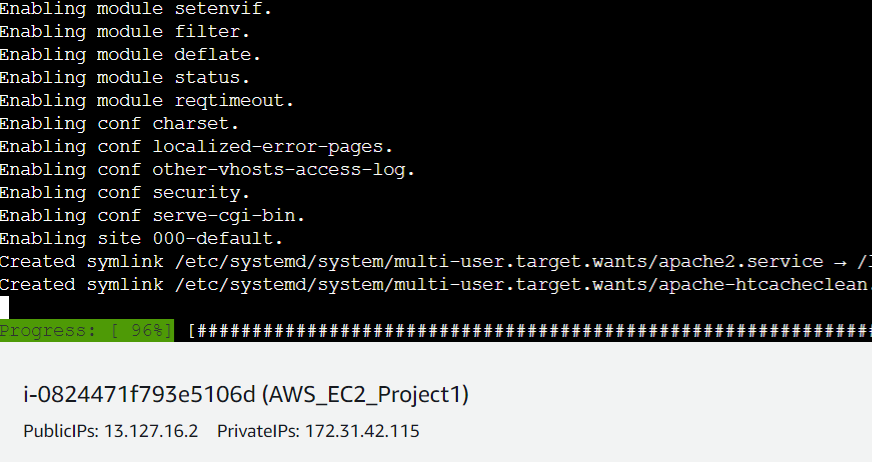 Enabling module setenvif.
Enabling module filter.
Enabling module deflate.
Enabling module status.
Enabling module reqtimeout.
Enabling conf charset.
Enabling conf localized-error-pages.
Enabling conf other-vhosts-access-log.
Enabling conf security.
Enabling conf serve-cgi-bin.
Enabling site 000-default.
Created symlink /etc/systemd/system/multi-user.target.wants/apache2.service → /l
Created symlink /etc/systemd/system/multi-user.target.wants/apache-htcacheclean.
Progress: [ 96%] [##############################################################
i-0824471f793e5106d (AWS_EC2_Project1)
PublicIPs: 13.127.16.2 PrivateIPs: 172.31.42.115